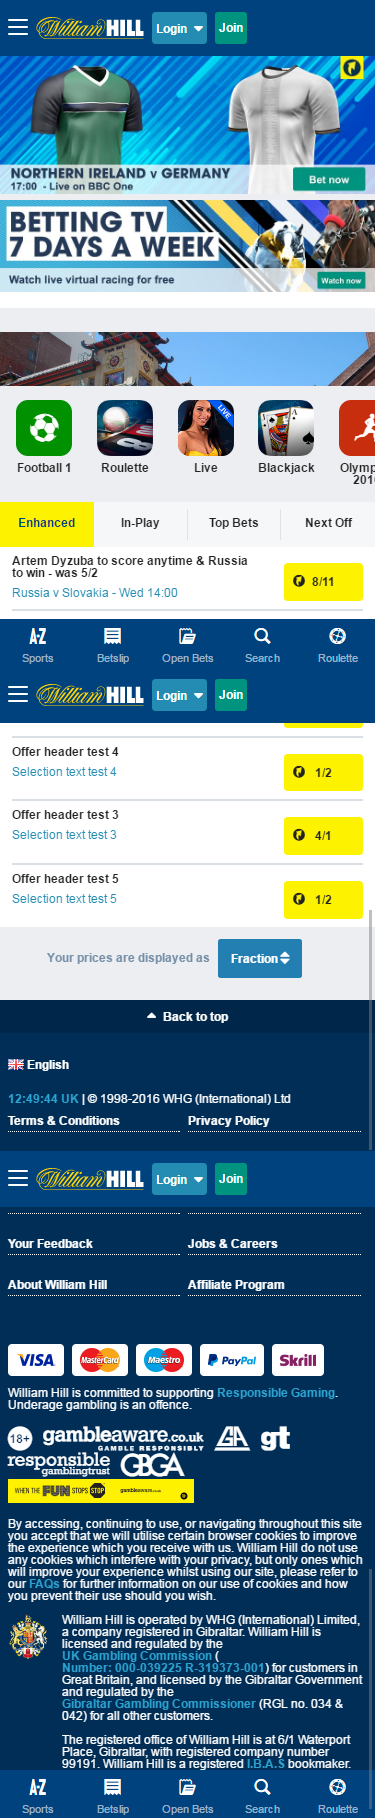 William HILL
Login
Join
NORTHERN IRELAND v GERMANY
17:00 - Live on BBC One
Bet now
BETTING TV
7 DAYS A WEEK
Watch live virtual racing for free
Watch now
LIVE
Football 1
Roulette
Live
Blackjack
Olymp
201
Enhanced
In-Play
Top Bets
Next Off
Artem Dyzuba to score anytime & Russia
to win - was 5/2
Russia v Slovakia - Wed 14:00
8/11
A-Z
Sports
Betslip
Open Bets
Search
Roulette
William HILL
Login
Join
Offer header test 4
Selection text test 4
1/2
Offer header test 3
Selection text test 3
4/1
Offer header test 5
Selection text test 5
1/2
Your prices are displayed as
Fraction
Back to top
English
12:49:44 UK | © 1998-2016 WHG (International) Ltd
Terms & Conditions
Privacy Policy
William HILL
Login
Join
Your Feedback
Jobs & Careers
About William Hill
Affiliate Program
VISA
MasterCard
Maestro
PayPal
Skrill
William Hill is committed to supporting Responsible Gaming.
Underage gambling is an offence.
18+
gambleaware.co.uk
GAMBLE RESPONSIBLY
gt
responsible
gamblingtrust
GBGA
WHEN THE FUN STOPS STOP
gambleaware.co.uk
By accessing, continuing to use, or navigating throughout this site
you accept that we will utilise certain browser cookies to improve
the experience which you receive with us. William Hill do not use
any cookies which interfere with your privacy, but only ones which
will improve your experience whilst using our site, please refer to
our FAQs for further information on our use of cookies and how
you prevent their use should you wish.
William Hill is operated by WHG (International) Limited,
a company registered in Gibraltar. William Hill is
licensed and regulated by the
UK Gambling Commission (
Number: 000-039225 R-319373-001) for customers in
Great Britain, and licensed by the Gibraltar Government
and regulated by the
Gibraltar Gambling Commissioner (RGL no. 034 &
042) for all other customers.
The registered office of William Hill is at 6/1 Waterport
Place, Gibraltar, with registered company number
99191. William Hill is a registered I.B.A.S bookmaker.
A-Z
Sports
Betslip
Open Bets
Search
Roulette